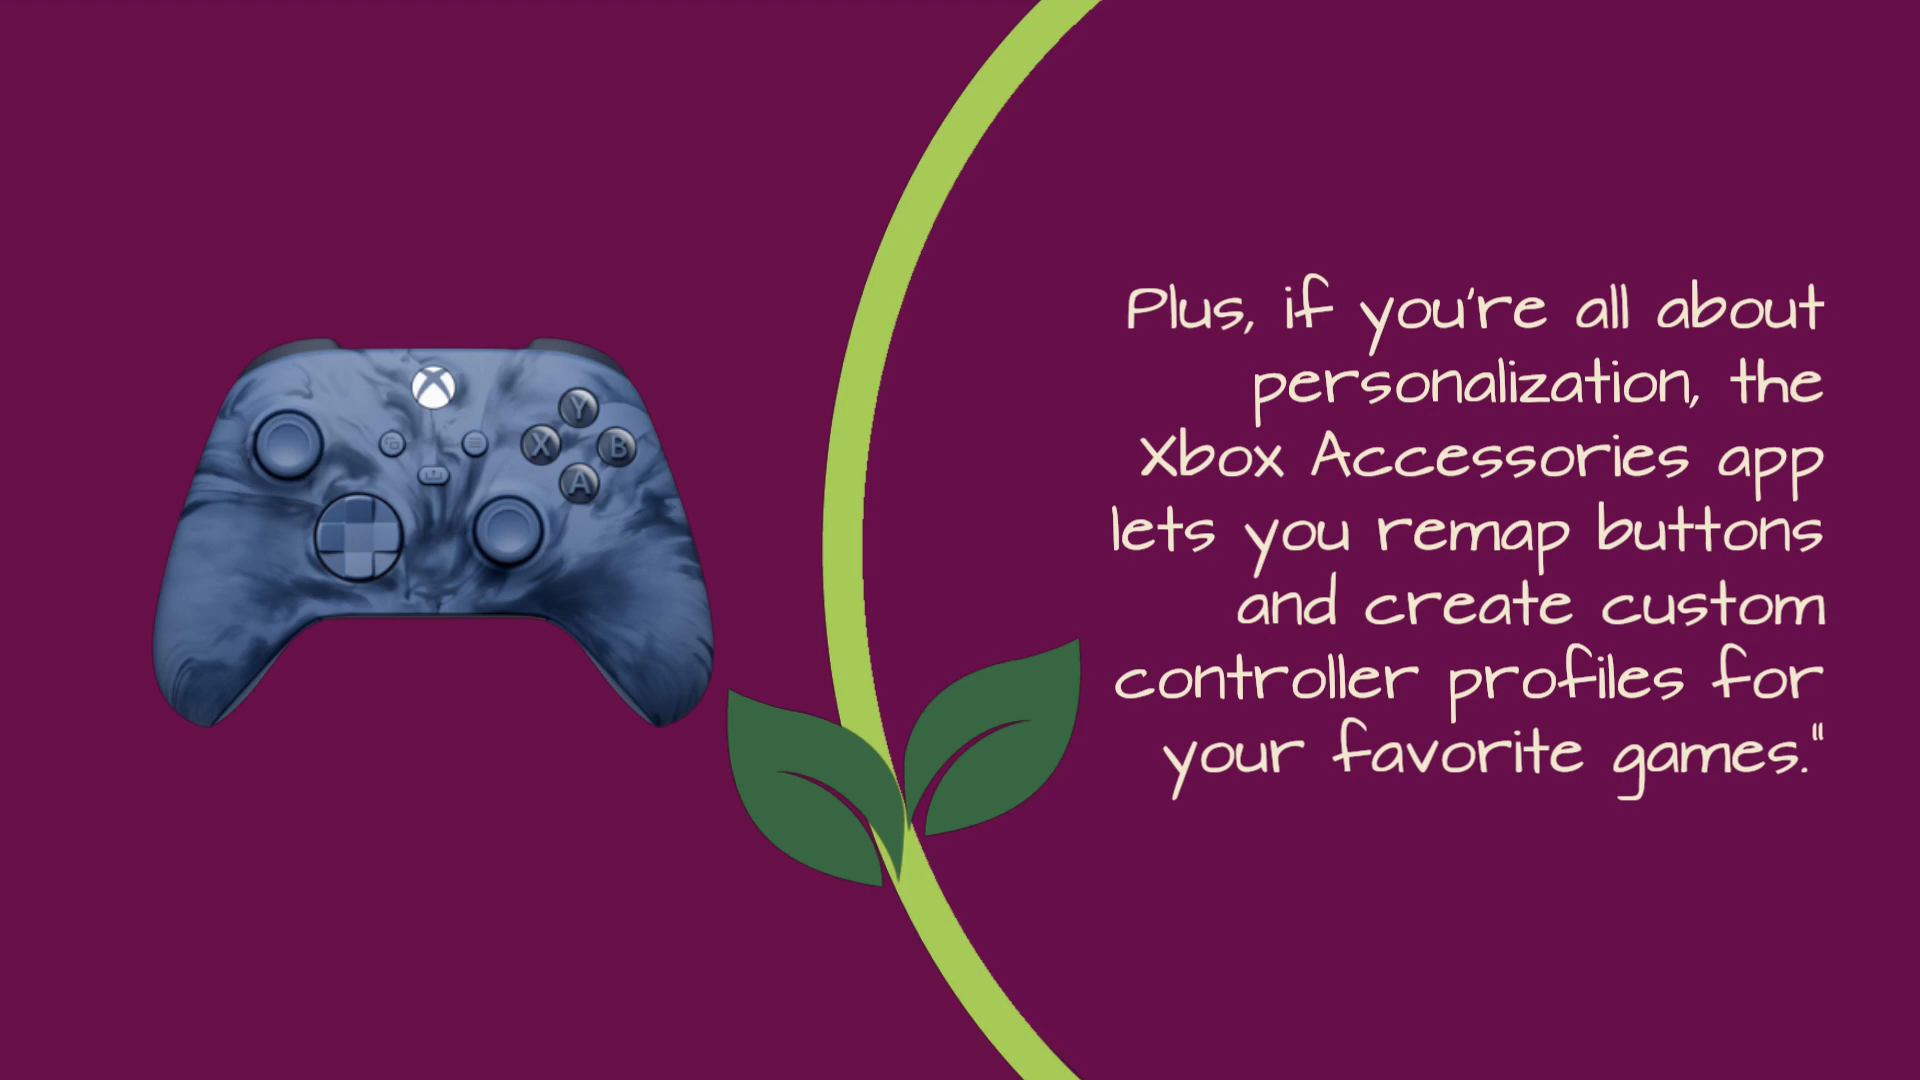 Plus, if you're all about
personalization, the
Xbox Accessories app
lets you remap buttons
and create custom
controller profiles for
your favorite games."
Y
X
B
A